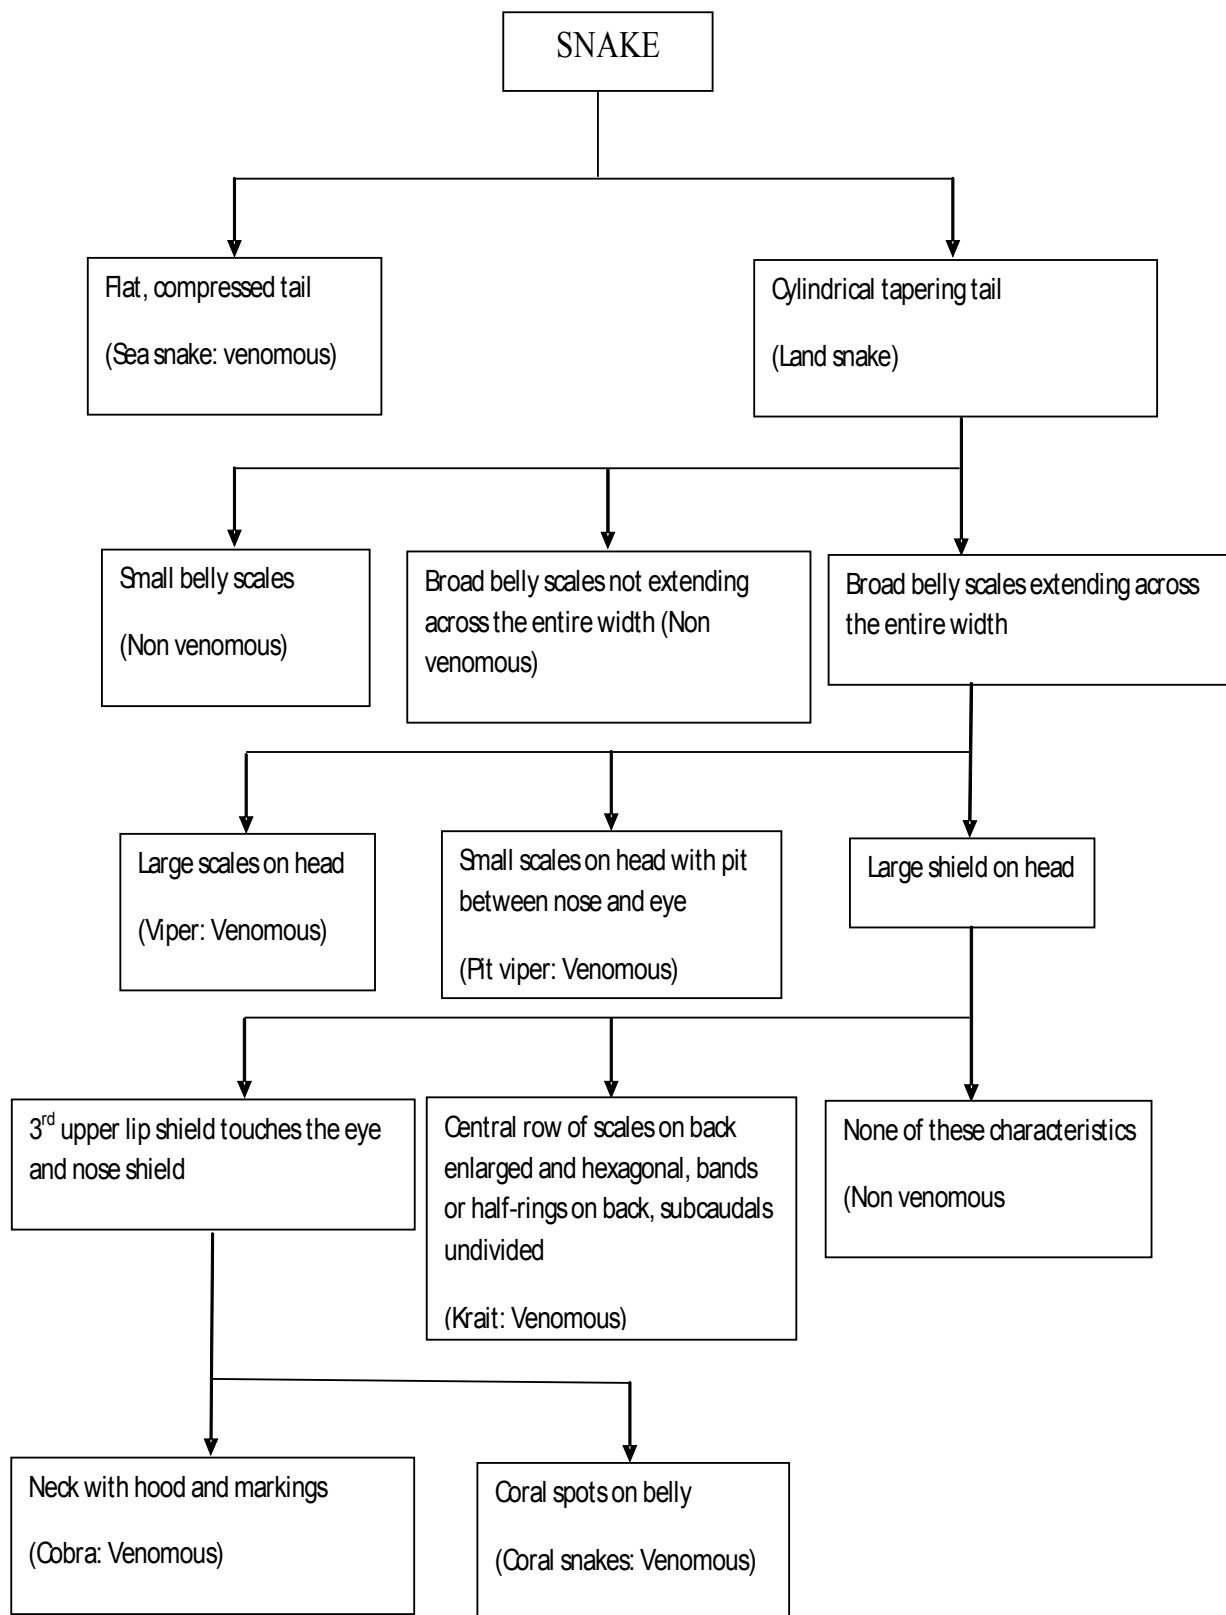 SNAKE
Flat, compressed tail
(Sea snake: venomous)
Cylindrical tapering tail
(Land snake)
Small belly scales
(Non venomous)
Broad belly scales not extending
across the entire width (Non
venomous)
Broad belly scales extending across
the entire width
Large scales on head
(Viper: Venomous)
Small scales on head with pit
between nose and eye
(Pit viper: Venomous)
Large shield on head
3rd upper lip shield touches the eye
and nose shield
Central row of scales on back
enlarged and hexagonal, bands
or half-rings on back, subcaudals
undivided
(Krait: Venomous)
None of these characteristics
(Non venomous
Neck with hood and markings
(Cobra: Venomous)
Coral spots on belly
(Coral snakes: Venomous)